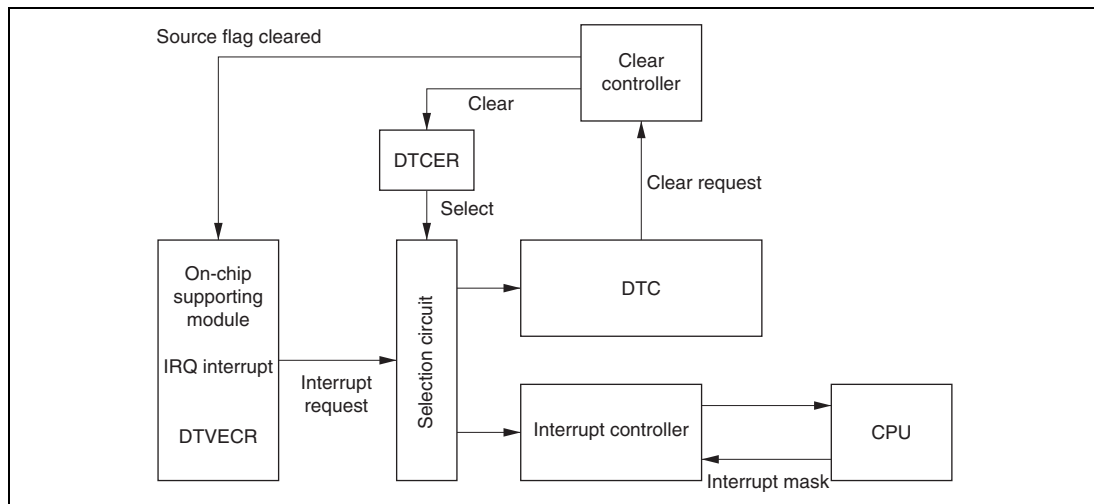 Source flag cleared
Clear
controller
Clear
DTCER
Clear request
Select
On-chip
supporting
module
IRQ interrupt
DTVECR
Interrupt
request
Selection circuit
DTC
Interrupt controller
CPU
Interrupt mask